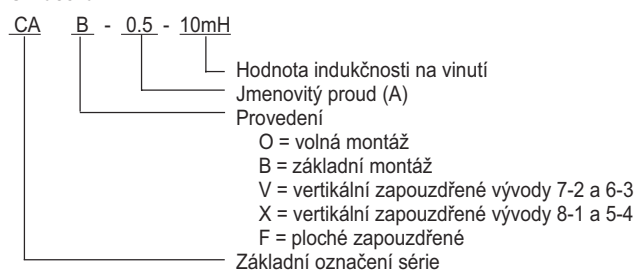 CA B - 0.5 - 10mH
Hodnota indukčnosti na vinutí
Jmenovitý proud (A)
Provedení
O = volná montáž
B = základní montáž
V = vertikální zapouzdřené vývody 7-2 a 6-3
X = vertikální zapouzdřené vývody 8-1 a 5-4
F = ploché zapouzdřené
Základní označení série